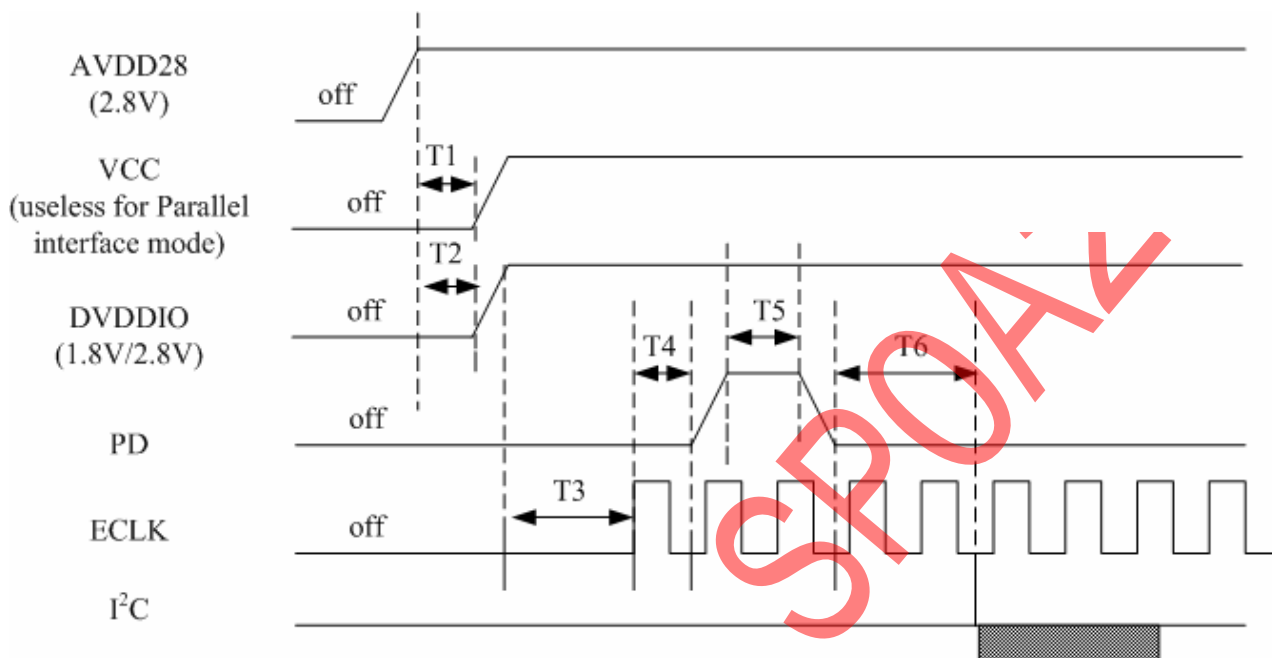 AVDD28
(2.8V)
off
VCC
(useless for Parallel
interface mode)
off
T1
DVDDIO
(1.8V/2.8V)
off
T2
T5
T4
T6
PD
off
T3
ECLK
off
I²C